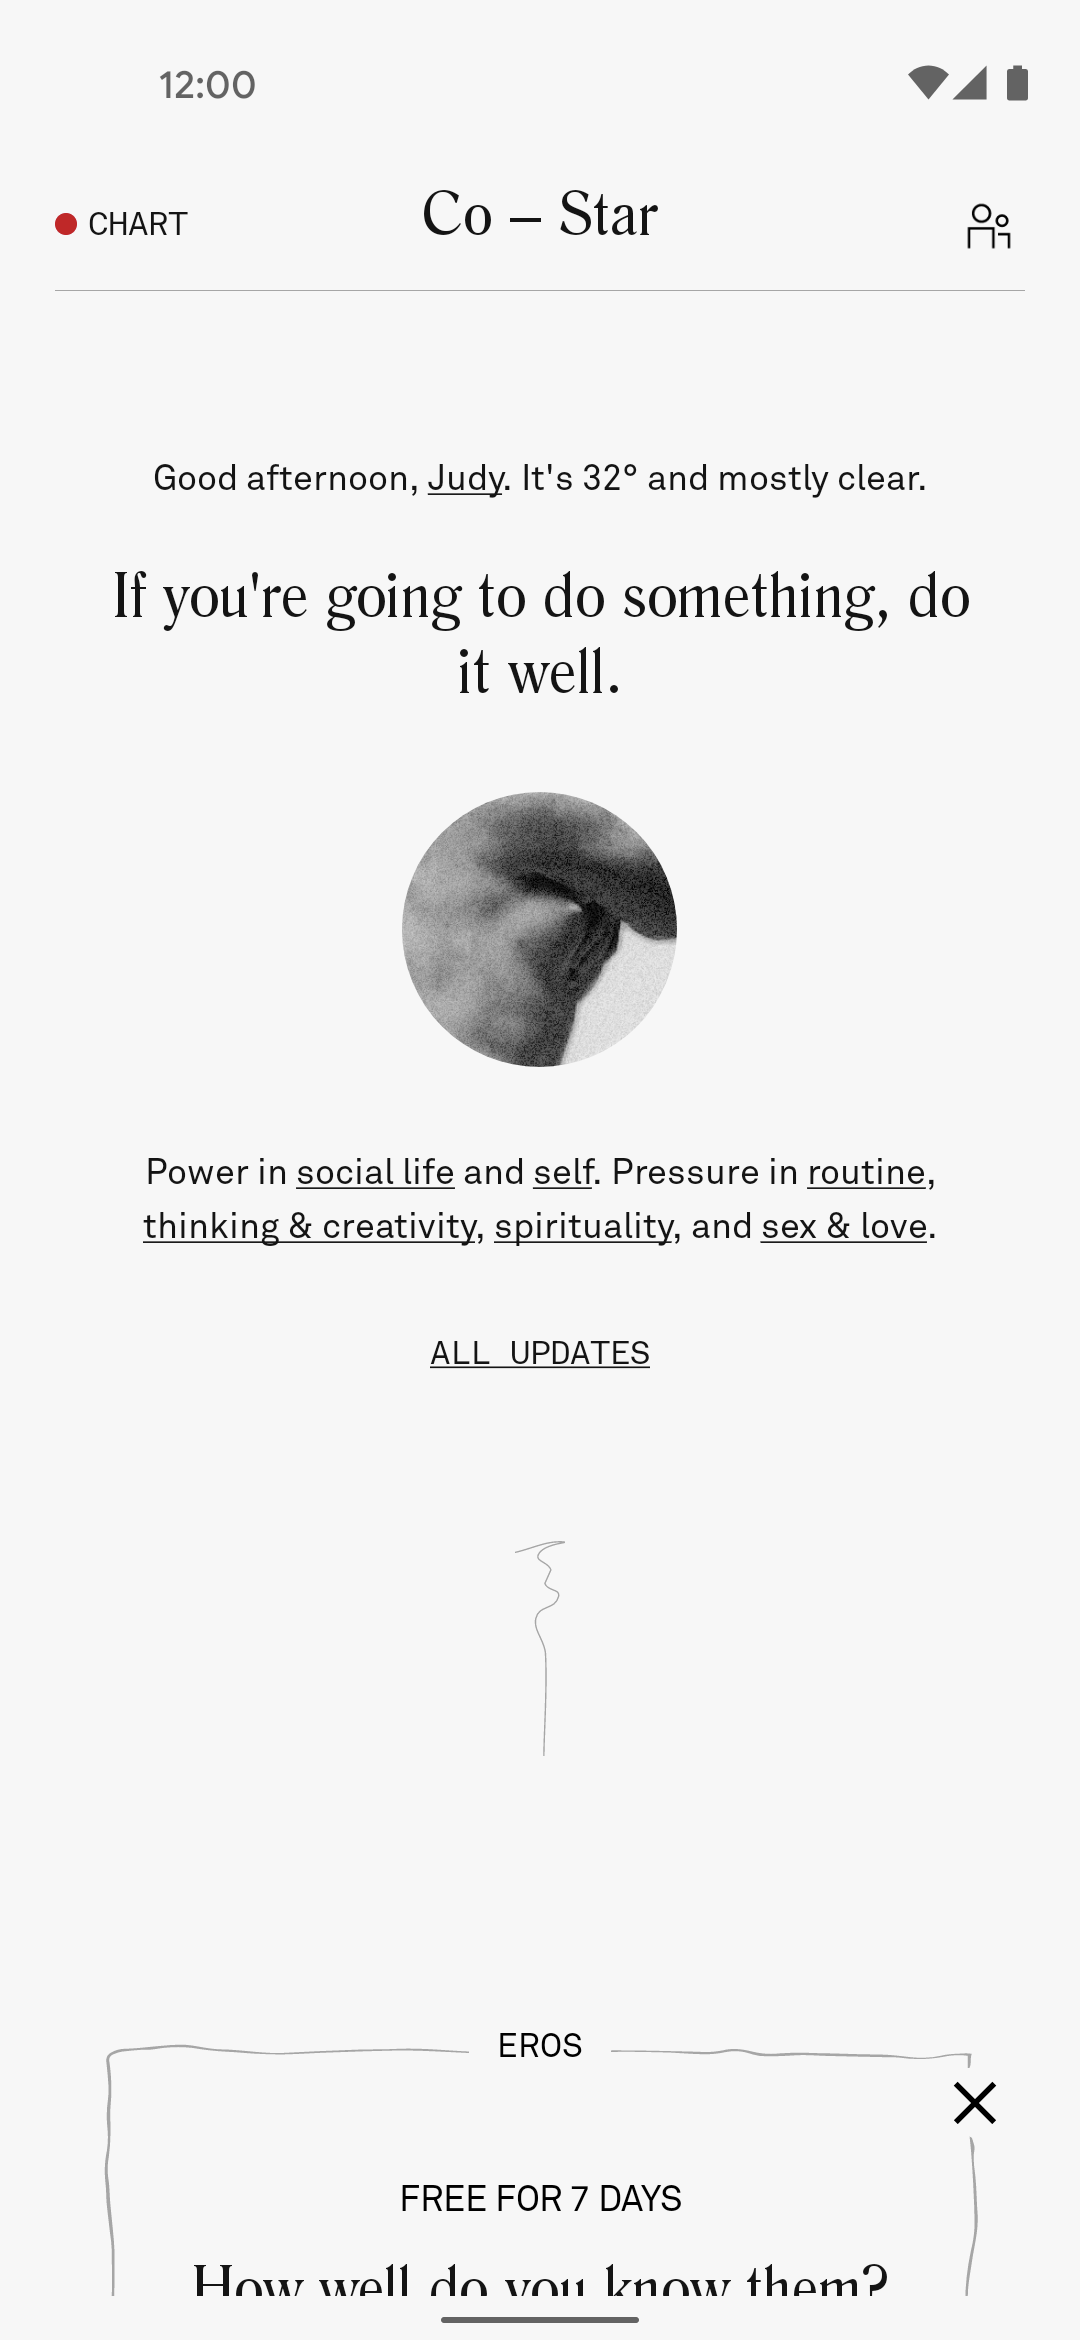 12:00
CHART
Co – Star
Good afternoon, Judy. It's 32° and mostly clear.
If you're going to do something, do
it well.
Power in social life and self. Pressure in routine,
thinking & creativity, spirituality, and sex & love.
ALL UPDATES
EROS
FREE FOR 7 DAYS
How well do you know them?